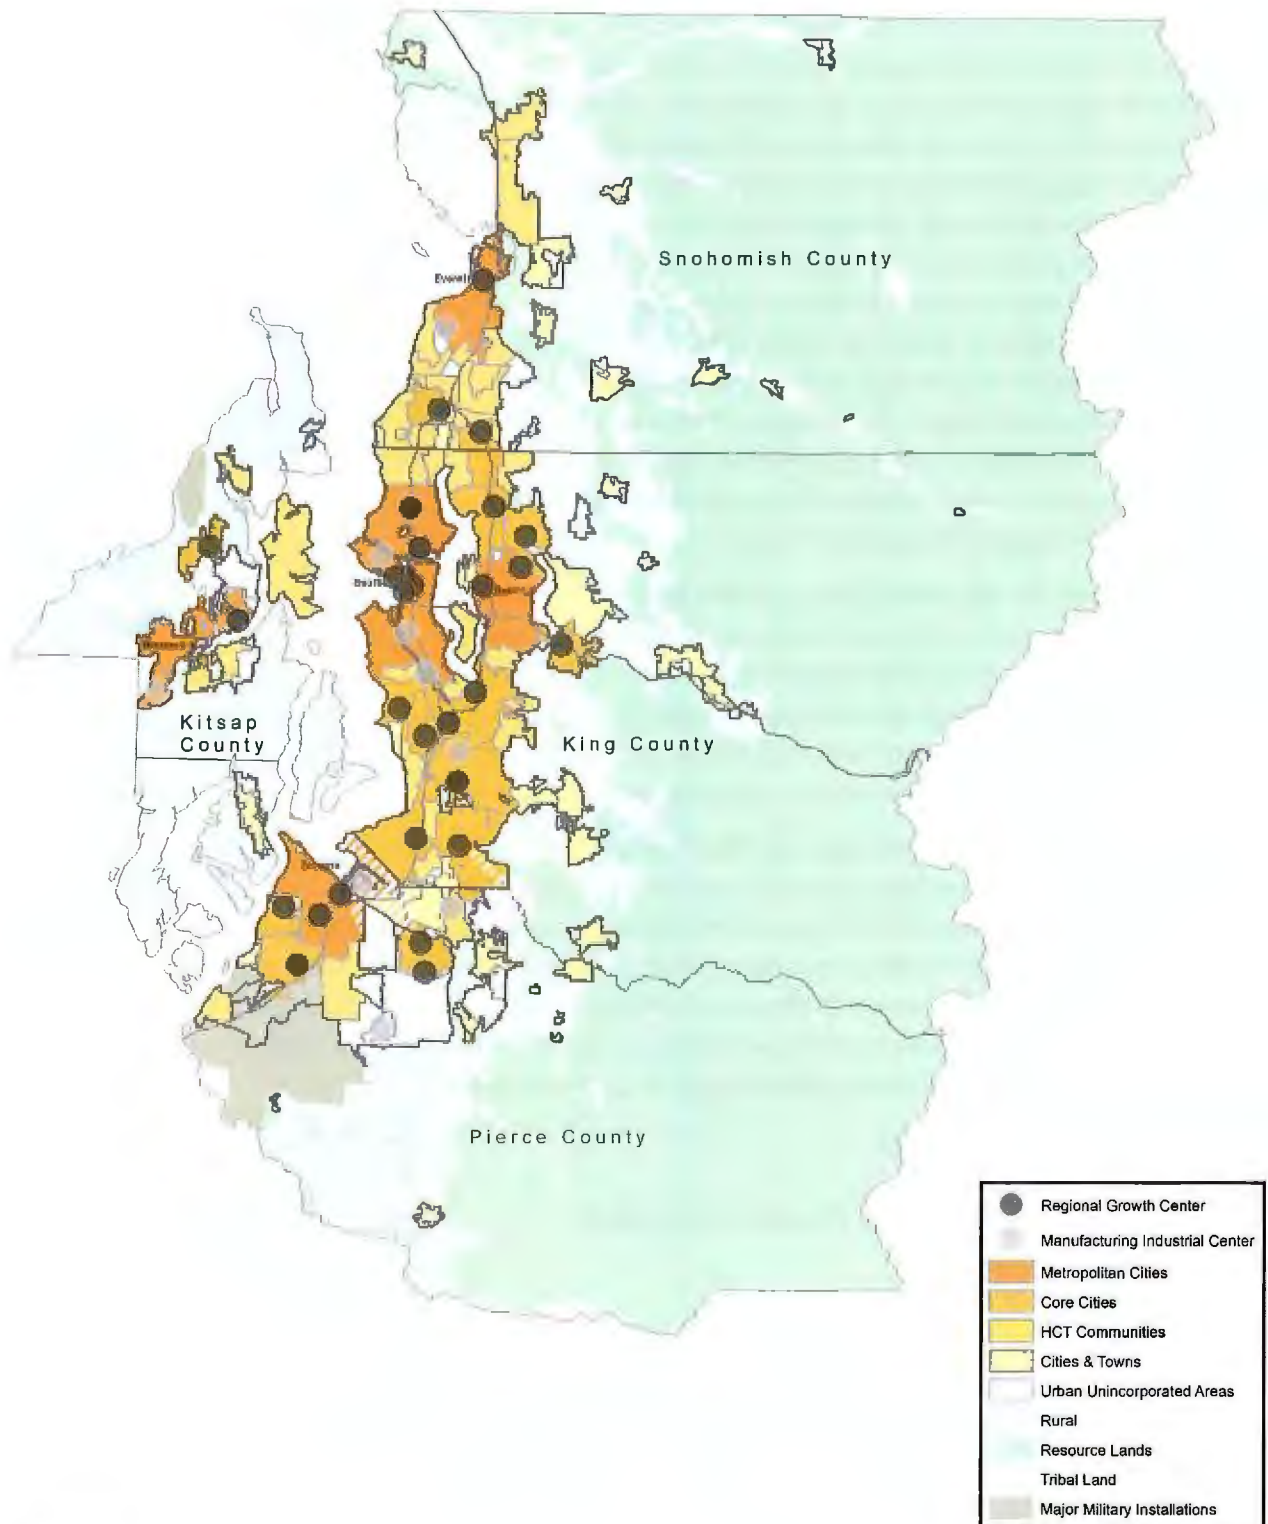 Snohomish County
Everett
Kitsap
County
King County
Pierce County
Regional Growth Center
Manufacturing Industrial Center
Metropolitan Cities
Core Cities
HCT Communities
Cities & Towns
Urban Unincorporated Areas
Rural
Resource Lands
Tribal Land
Major Military Installations